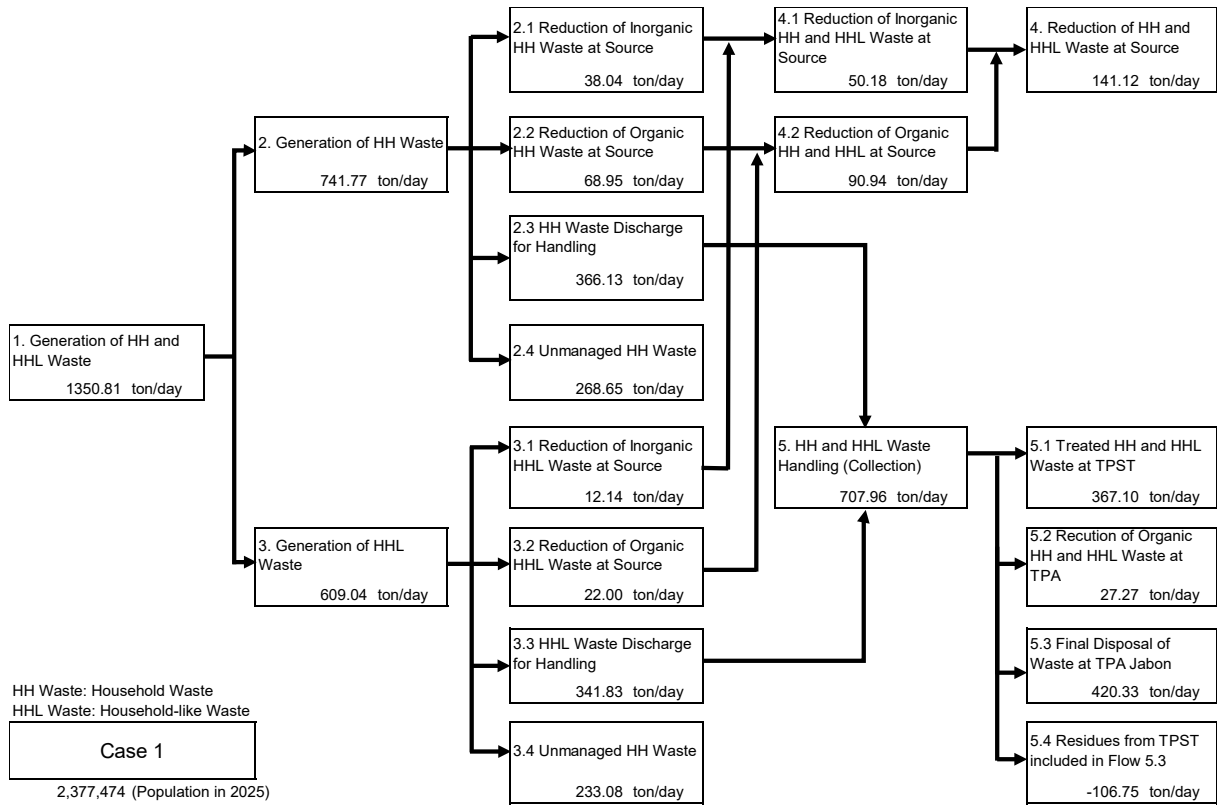 2.1 Reduction of Inorganic
HH Waste at Source
38.04 ton/day
4.1 Reduction of Inorganic
HH and HHL Waste at
Source
50.18 ton/day
4. Reduction of HH and
HHL Waste at Source
141.12 ton/day
2. Generation of HH Waste
741.77 ton/day
2.2 Reduction of Organic
HH Waste at Source
68.95 ton/day
4.2 Reduction of Organic
HH and HHL at Source
90.94 ton/day
2.3 HH Waste Discharge
for Handling
366.13 ton/day
1. Generation of HH and
HHL Waste
1350.81 ton/day
2.4 Unmanaged HH Waste
268.65 ton/day
3.1 Reduction of Inorganic
HHL Waste at Source
12.14 ton/day
5. HH and HHL Waste
Handling (Collection)
707.96 ton/day
5.1 Treated HH and HHL
Waste at TPST
367.10 ton/day
3. Generation of HHL
Waste
609.04 ton/day
3.2 Reduction of Organic
HHL Waste at Source
22.00 ton/day
5.2 Recution of Organic
HH and HHL Waste at
TPA
27.27 ton/day
3.3 HHL Waste Discharge
for Handling
341.83 ton/day
5.3 Final Disposal of
Waste at TPA Jabon
420.33 ton/day
HH Waste: Household Waste
HHL Waste: Household-like Waste
Case 1
2,377,474 (Population in 2025)
3.4 Unmanaged HH Waste
233.08 ton/day
5.4 Residues from TPST
included in Flow 5.3
-106.75 ton/day